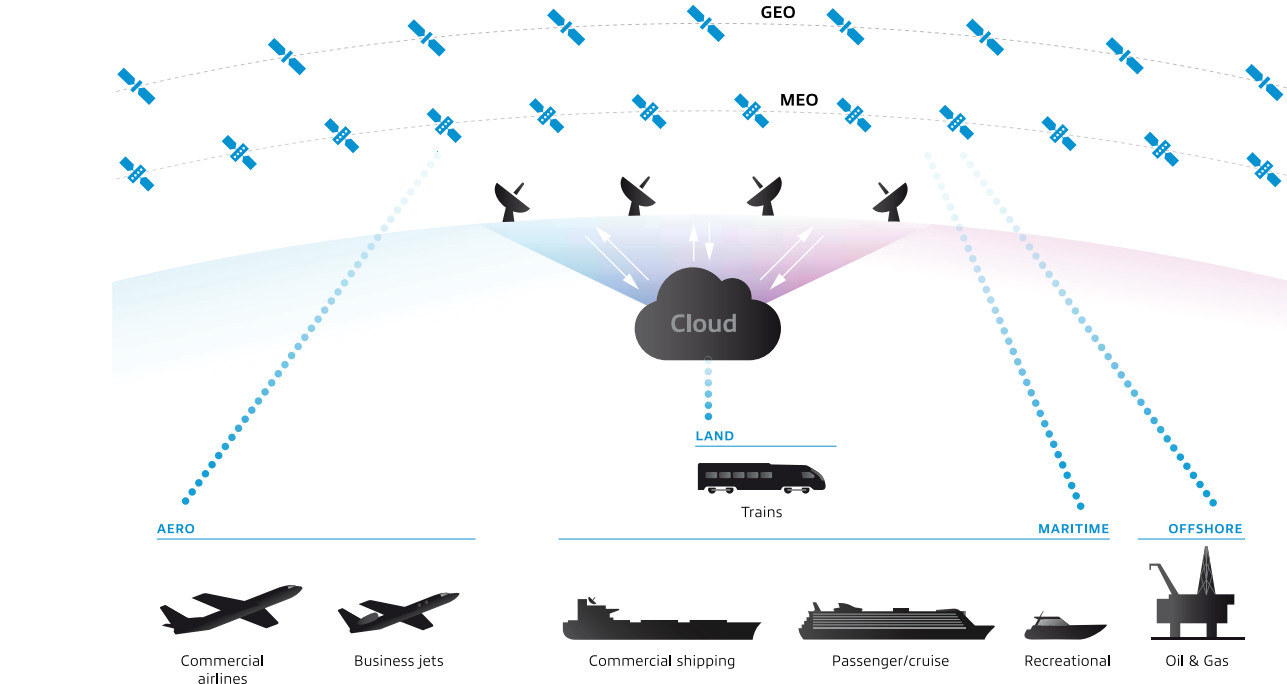 GEO
MEO
Cloud
LAND
Trains
AERO
MARITIME
OFFSHORE
Commercial
airlines
Business jets
Commercial shipping
Passenger/cruise
Recreational
Oil & Gas